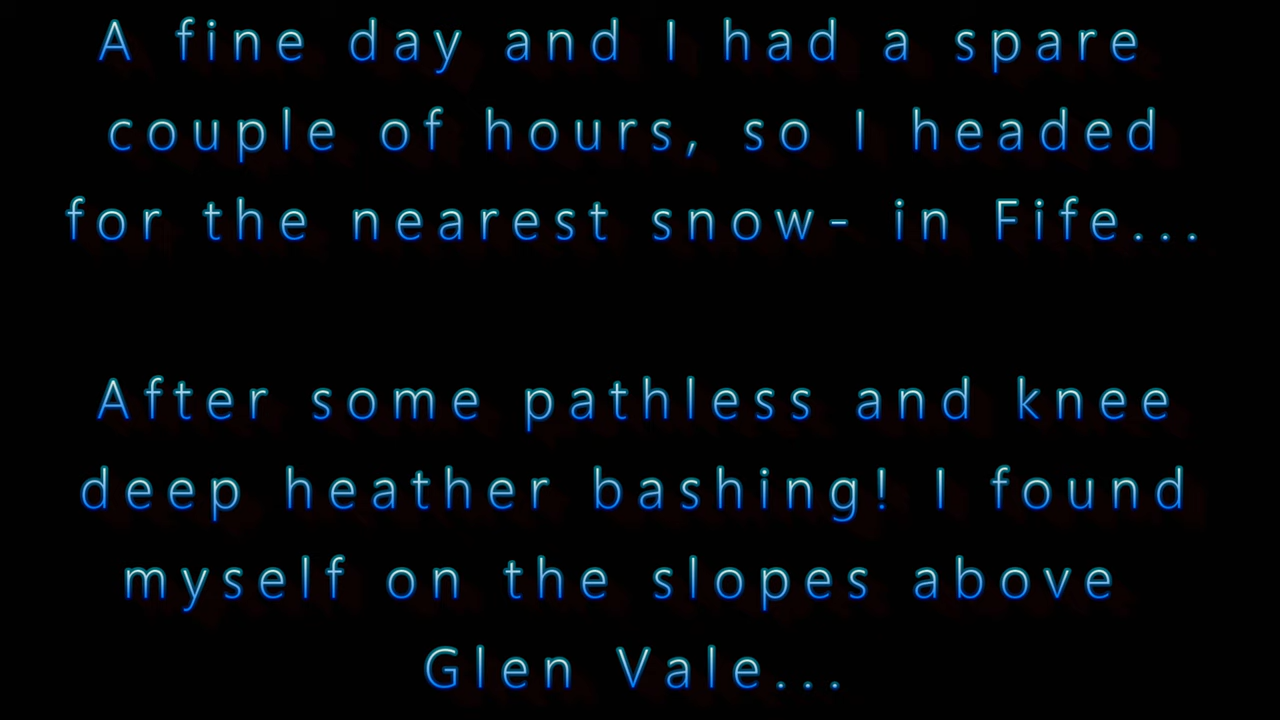 A fine day and I had a spare
couple of hours, so I headed
for the nearest snow- in Fife...
After some pathless and knee
deep heather bashing! I found
myself on the slopes above
Glen Vale...